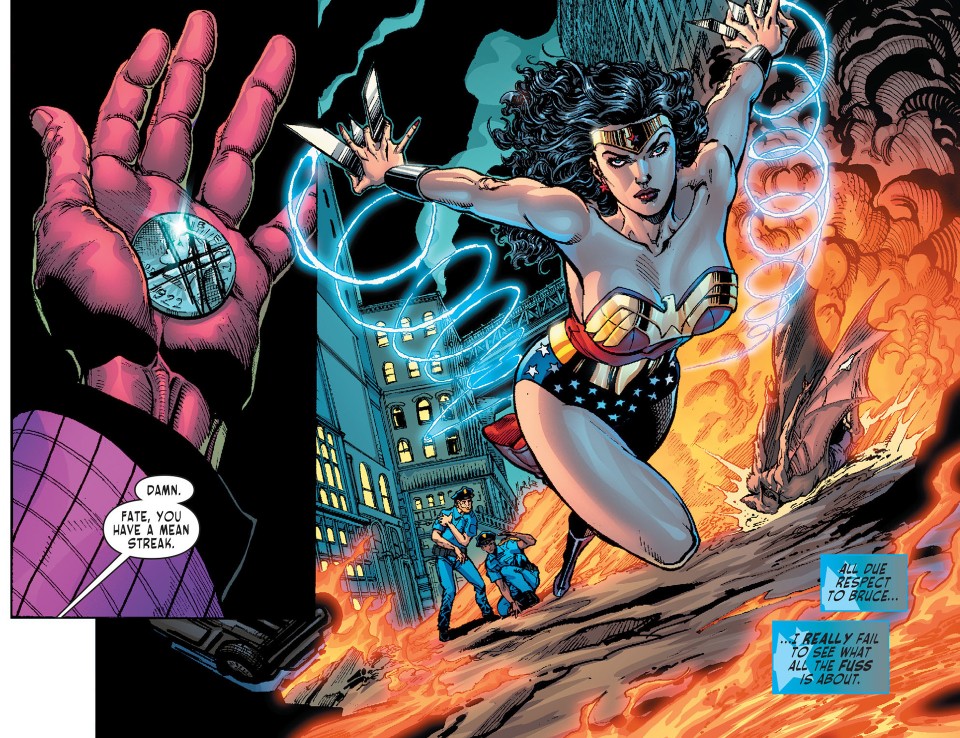 1922
DAMN.
FATE, YOU
HAVE A MEAN
STREAK.
ALL DUE
RESPECT
TO BRUCE...
...I REALLY FAIL
TO SEE WHAT
ALL THE FUSS
IS ABOUT.